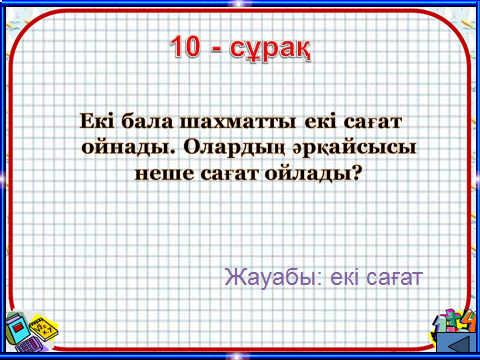 10 - сұрақ
Екі бала шахматты екі сағат
ойнады. Олардың әрқайсысы
неше сағат ойлады?
Жауабы: екі сағат